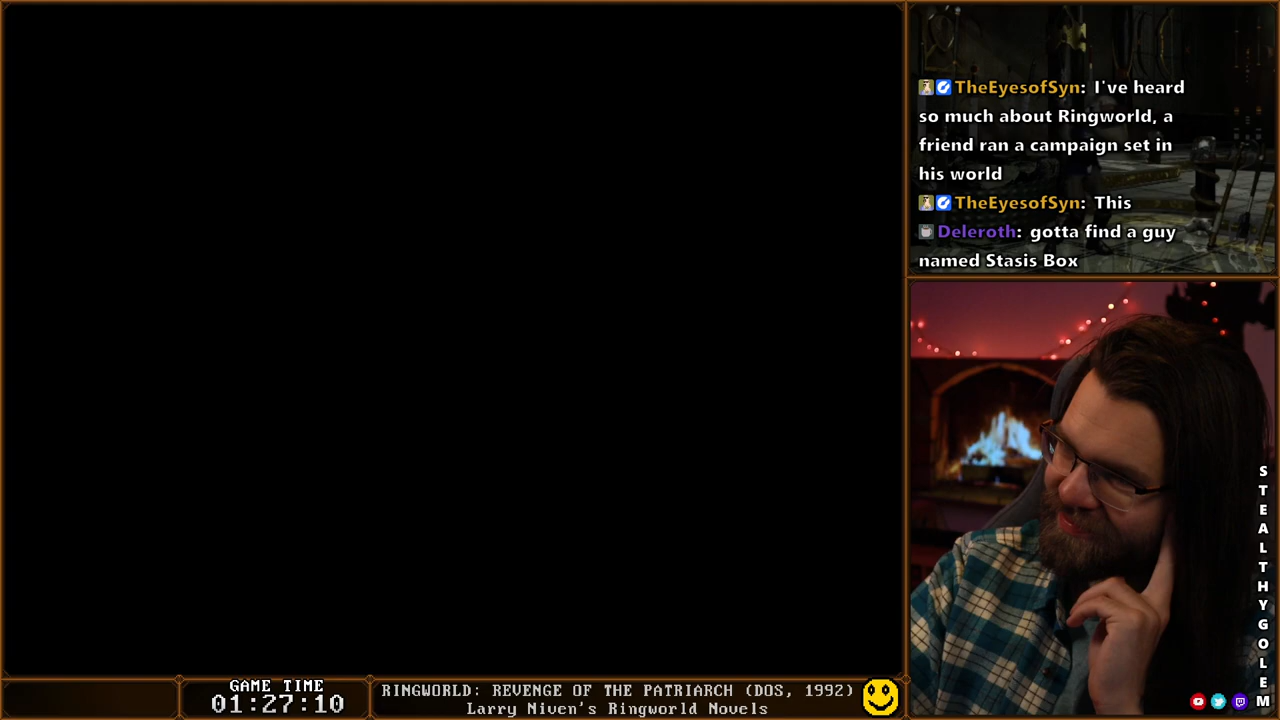 TheEyesofSyn: I've heard
so much about Ringworld, a
friend ran a campaign set in
his world
TheEyesofSyn: This
Deleroth: gotta find a guy
named Stasis Box
STEALTHYGOLEM
GAME TIME
01:27:10
RINGWORLD: REVENGE OF THE PATRIARCH (DOS, 1992)
Larry Niven's Ringworld Novels